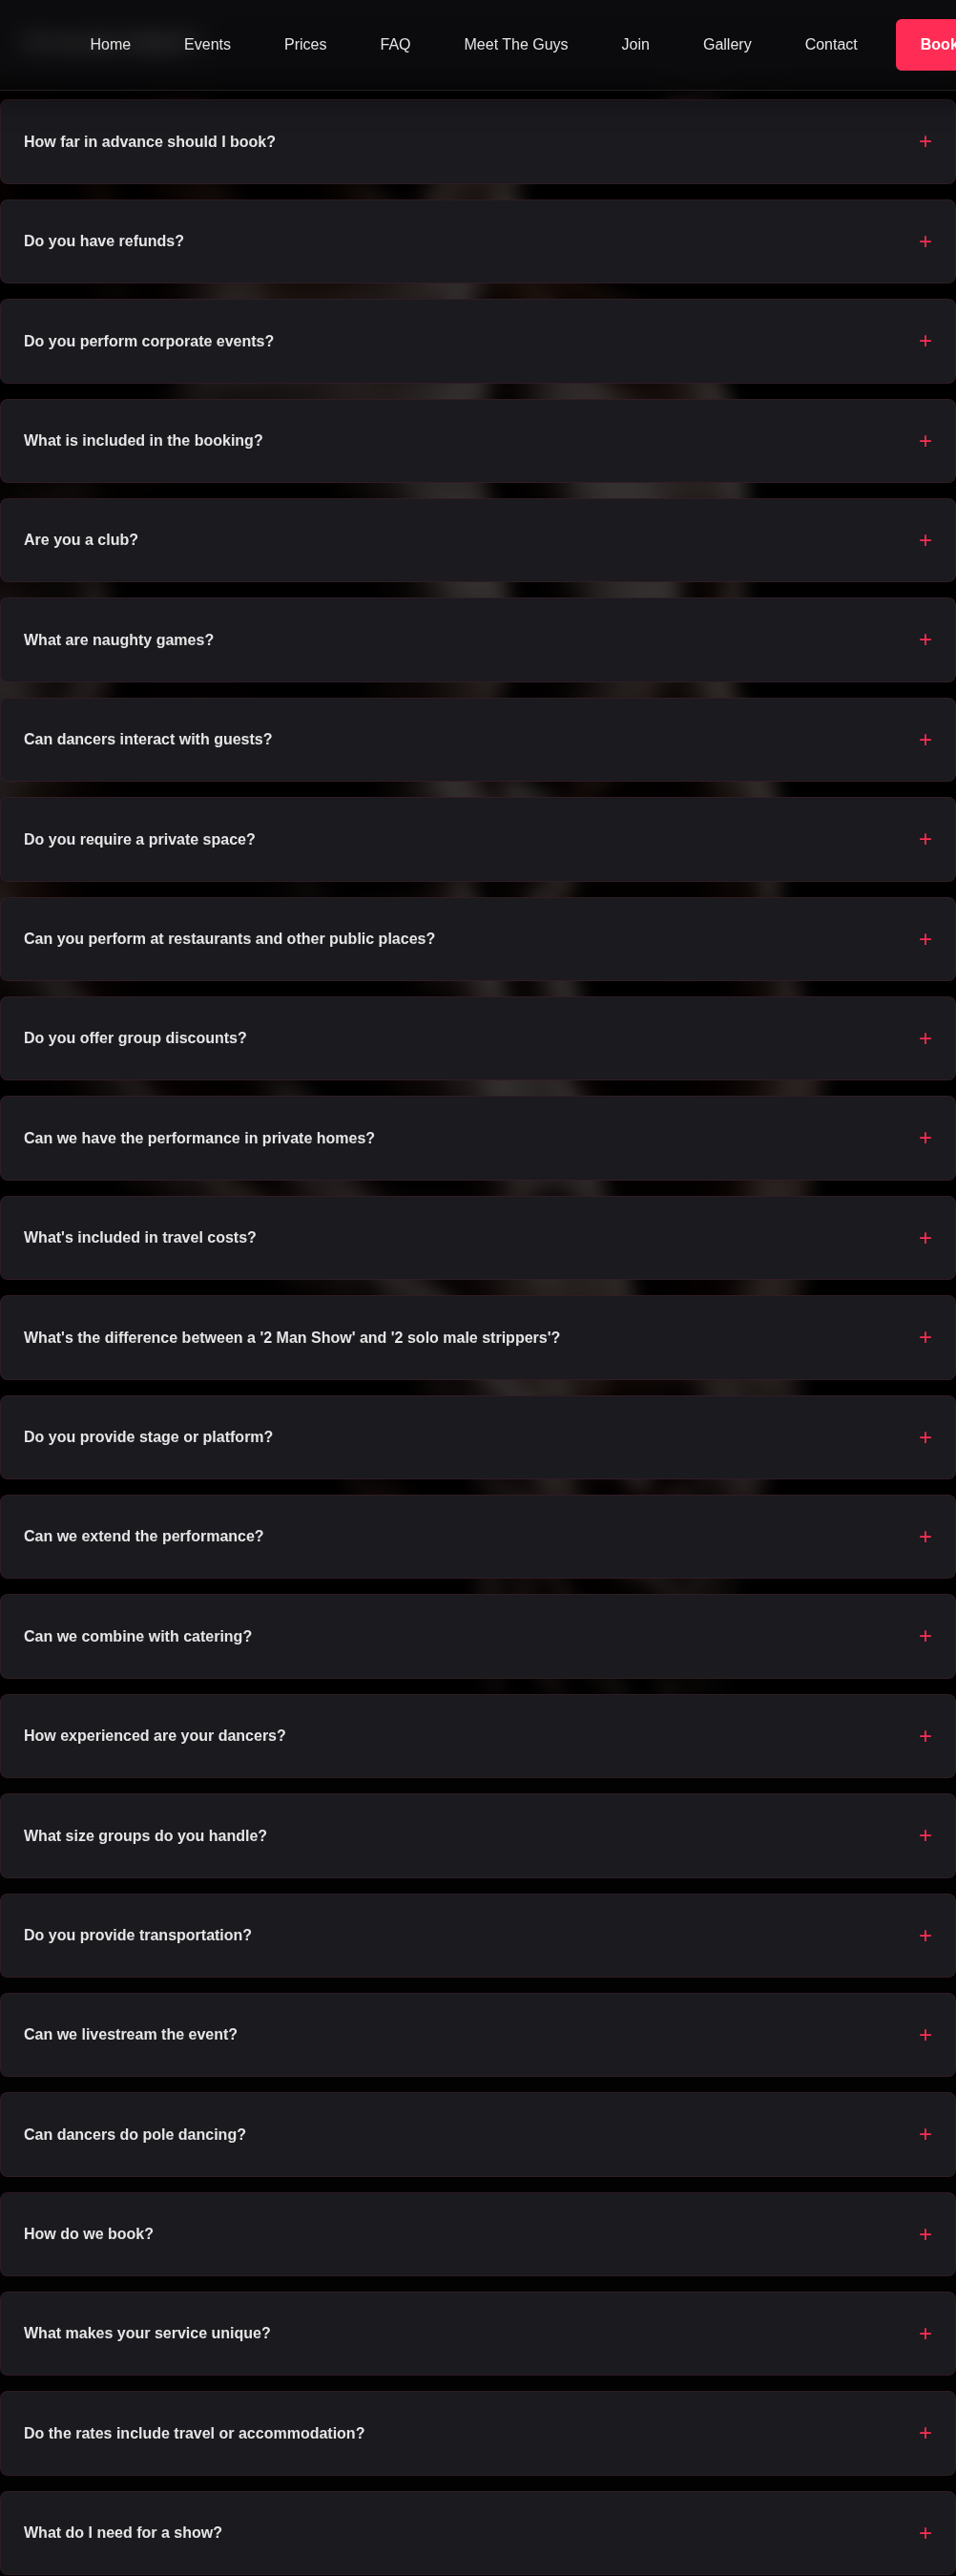 Home Events Prices FAQ Meet The Guys Join Gallery Contact Book
How far in advance should I book? +
Do you have refunds? +
Do you perform corporate events? +
What is included in the booking? +
Are you a club? +
What are naughty games? +
Can dancers interact with guests? +
Do you require a private space? +
Can you perform at restaurants and other public places? +
Do you offer group discounts? +
Can we have the performance in private homes? +
What's included in travel costs? +
What's the difference between a '2 Man Show' and '2 solo male strippers'? +
Do you provide stage or platform? +
Can we extend the performance? +
Can we combine with catering? +
How experienced are your dancers? +
What size groups do you handle? +
Do you provide transportation? +
Can we livestream the event? +
Can dancers do pole dancing? +
How do we book? +
What makes your service unique? +
Do the rates include travel or accommodation? +
What do I need for a show? +